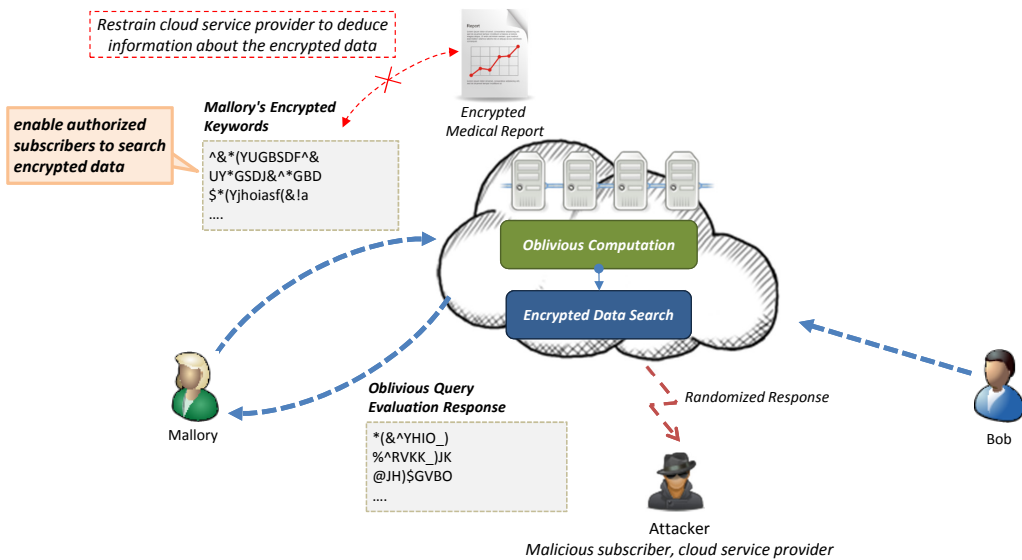 Restrain cloud service provider to deduce
information about the encrypted data
Report
Encrypted
Medical Report
Mallory's Encrypted
Keywords
enable authorized
subscribers to search
encrypted data
^&*(YUGBSDF^&
UY*GSDJ&^*GBD
$*(Yjhoiasf(&!a
....
Oblivious Computation
Encrypted Data Search
Mallory
Oblivious Query
Evaluation Response
*(&^YHIO_)
%^RVKK_)JK
@JH)$GVBO
....
Randomized Response
Bob
Attacker
Malicious subscriber, cloud service provider